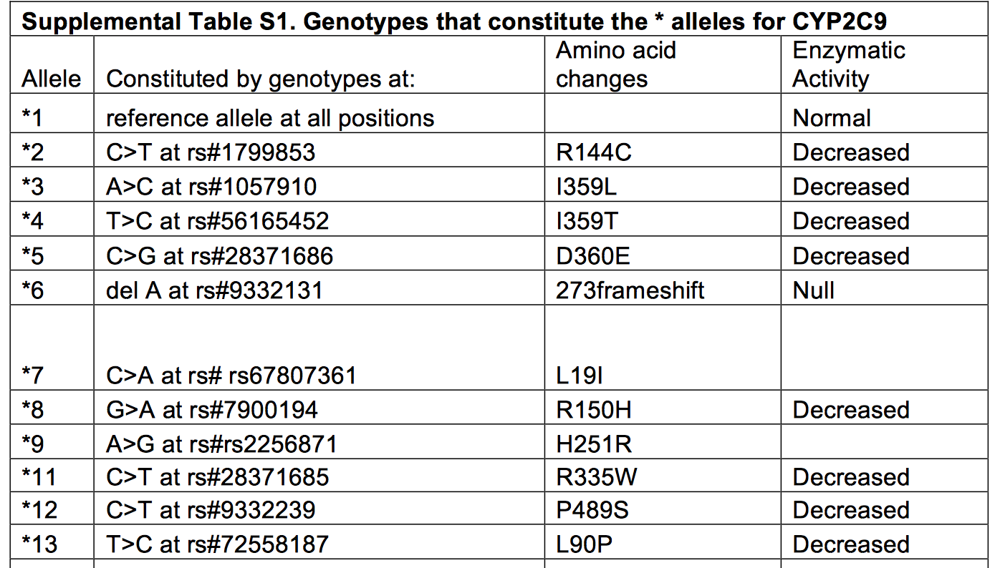 Supplemental Table S1. Genotypes that constitute the * alleles for CYP2C9
Allele Constituted by genotypes at: Amino acid changes Enzymatic Activity
*1 reference allele at all positions Normal
*2 C>T at rs#1799853 R144C Decreased
*3 A>C at rs#1057910 I359L Decreased
*4 T>C at rs#56165452 I359T Decreased
*5 C>G at rs#28371686 D360E Decreased
*6 del A at rs#9332131 273frameshift Null
*7 C>A at rs# rs67807361 L19I
*8 G>A at rs#7900194 R150H Decreased
*9 A>G at rs#rs2256871 H251R
*11 C>T at rs#28371685 R335W Decreased
*12 C>T at rs#9332239 P489S Decreased
*13 T>C at rs#72558187 L90P Decreased